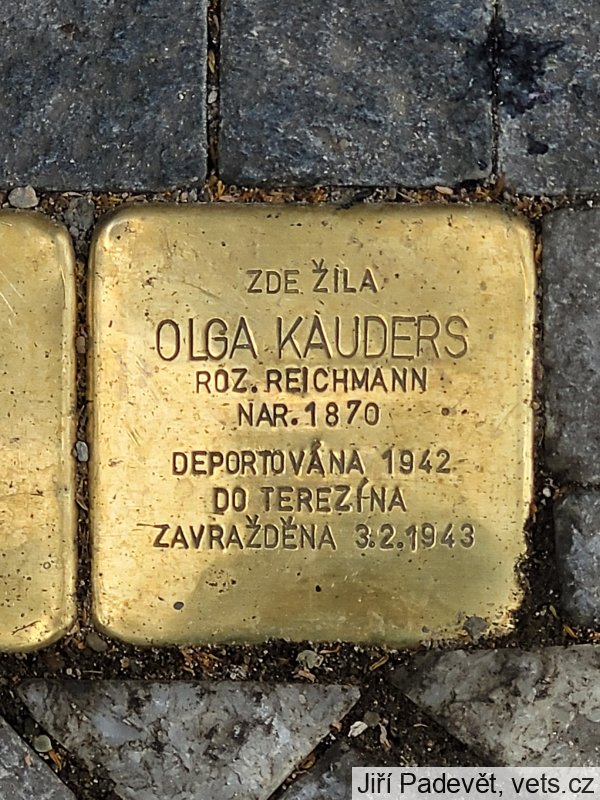 ZDE ŽILA
OLGA KAUDERS
ROZ. REICHMANN
NAR. 1870
DEPORTOVÁNA 1942
DO TEREZÍNA
ZAVRAŽDĚNA 3.2.1943
Jiří Padevět, vets.cz